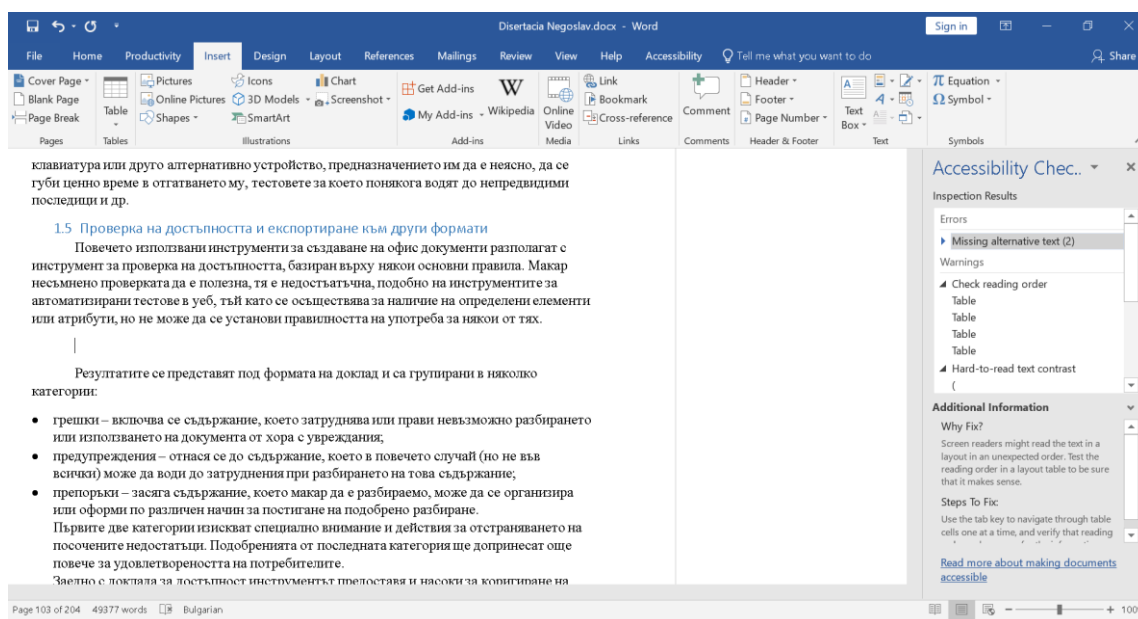 Disertacia Negoslav.docx - Word
Sign in
File Home Productivity Insert Design Layout References Mailings Review View Help Accessibility Tell me what you want to do Share
Cover Page
Blank Page
Page Break
Pages
Table
Tables
Pictures
Online Pictures
Shapes
Icons
3D Models
SmartArt
Chart
Screenshot
Illustrations
Get Add-ins
My Add-ins
Wikipedia
Add-ins
Online
Video
Media
Link
Bookmark
Cross-reference
Links
Comment
Comments
Header
Footer
Page Number
Header & Footer
Text
Box
Text
Equation
Symbol
Symbols
клавиатура или друго алтернативно устройство, предназначението им да е неясно, да се
губи ценно време в отгатването му, тестовете за което понякога водят до непредвидими
последици и др.
1.5 Проверка на достъпността и експортиране към други формати
Повечето използвани инструменти за създаване на офис документи разполагат с
инструмент за проверка на достъпността, базиран върху някои основни правила. Макар
несъмнено проверката да е полезна, тя е недостъатъчна, подобно на инструментите за
автоматизирани тестове в уеб, тъй като се осъществява за наличие на определени елементи
или атрибути, но не може да се установи правилността на употреба за някои от тях.
Резултатите се представят под формата на доклад и са групирани в няколко
категории:
● грешки – включва се съдържание, което затруднява или прави невъзможно разбирането
или използването на документа от хора с увреждания;
● предупреждения – отнася се до съдържание, което в повечето случай (но не във
всички) може да води до затруднения при разбирането на това съдържание;
● препоръки – засяга съдържание, което макар да е разбираемо, може да се организира
или оформи по различен начин за постигане на подобрено разбиране.
Първите две категории изискват специално внимание и действия за отстраняването на
посочените недостатъци. Подобренията от последната категория ще допринесат още
повече за удовлетвореността на потребителите.
Заедно с доклада за достъпност инструментът предоставя и насоки за коригиране на
Accessibility Chec..
Inspection Results
Errors
Missing alternative text (2)
Warnings
Check reading order
Table
Table
Table
Table
Hard-to-read text contrast
(
Additional Information
Why Fix?
Screen readers might read the text in a
layout in an unexpected order. Test the
reading order in a layout table to be sure
that it makes sense.
Steps To Fix:
Use the tab key to navigate through table
cells one at a time, and verify that reading
Read more about making documents
accessible
Page 103 of 204 49377 words Bulgarian
100